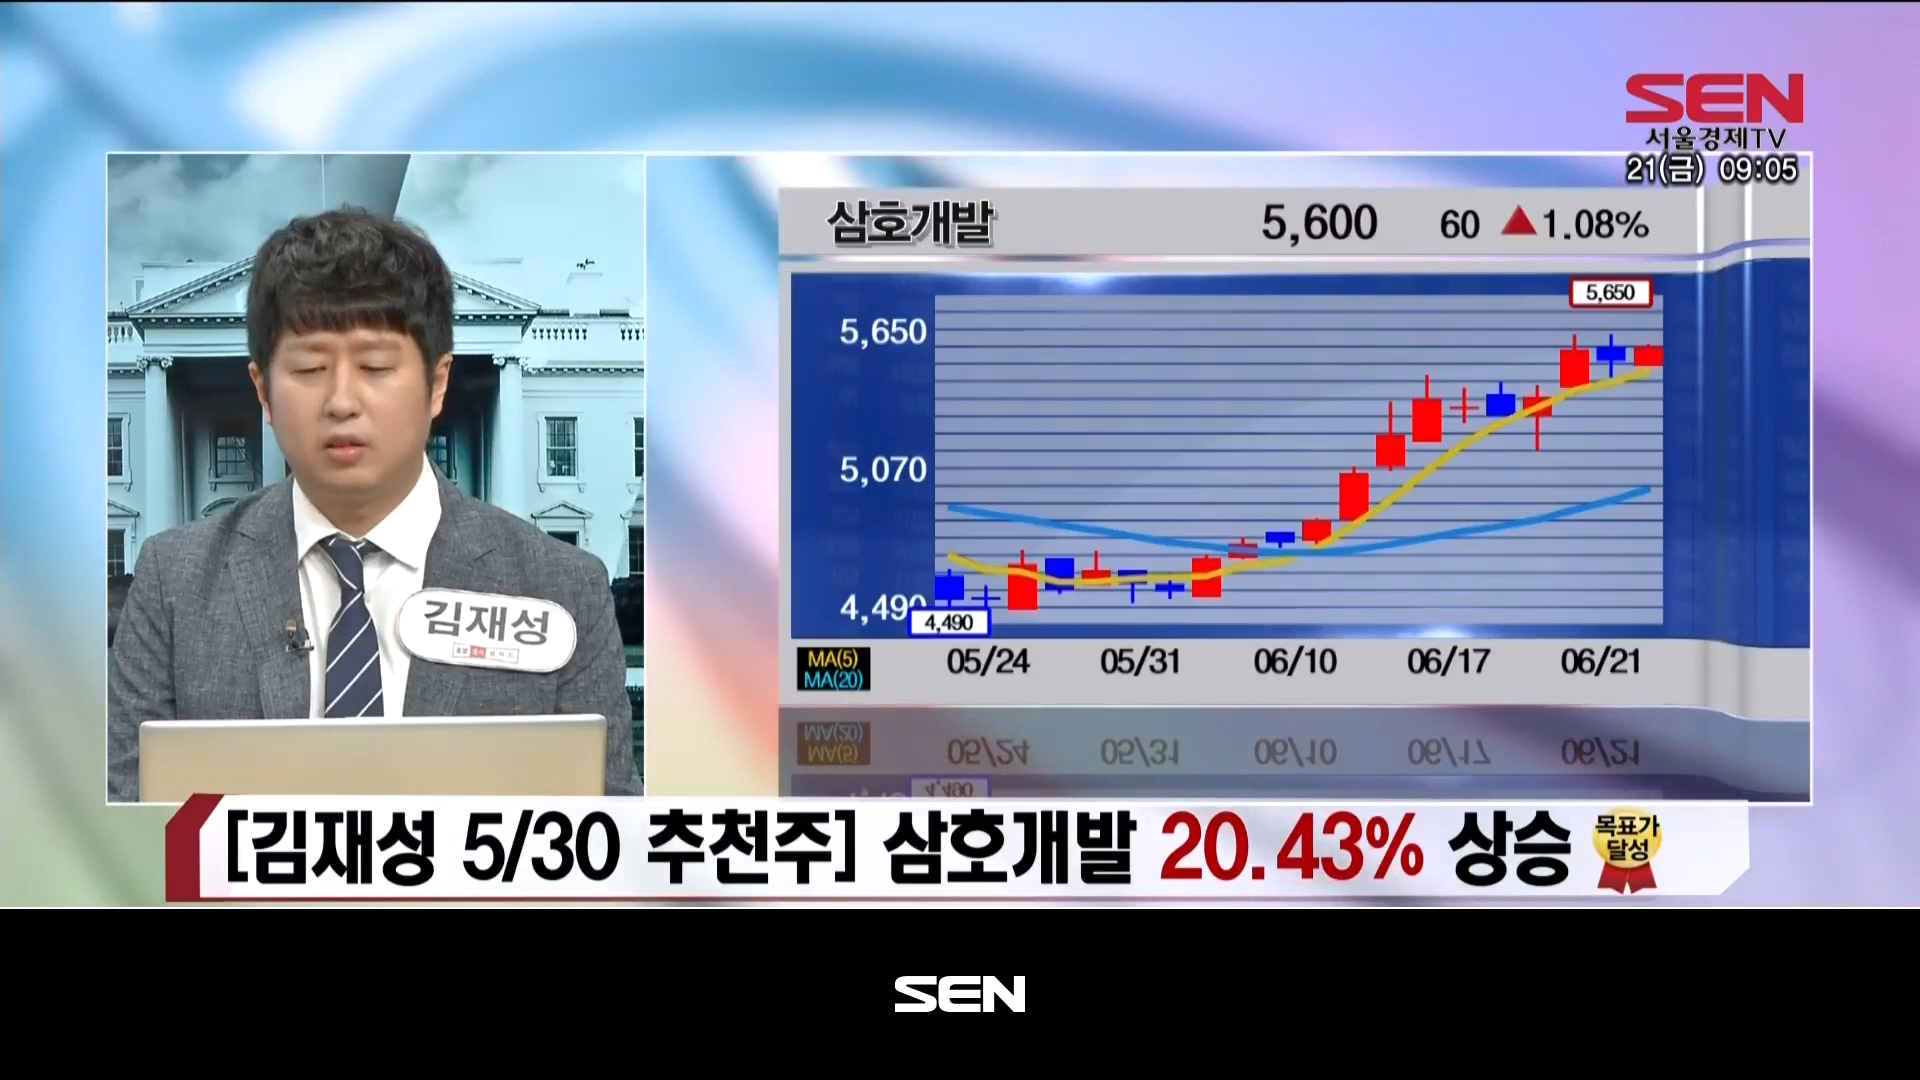 SEN
서울경제TV
21(금) 09:05
삼호개발 5,600 60 ▲1.08%
5,650
5,650
5,070
4,490
4,490
MA(5)
MA(20)
05/24 05/31 06/10 06/17 06/21
김재성
[김재성 5/30 추천주] 삼호개발 20.43% 상승
목표가
달성
SEN